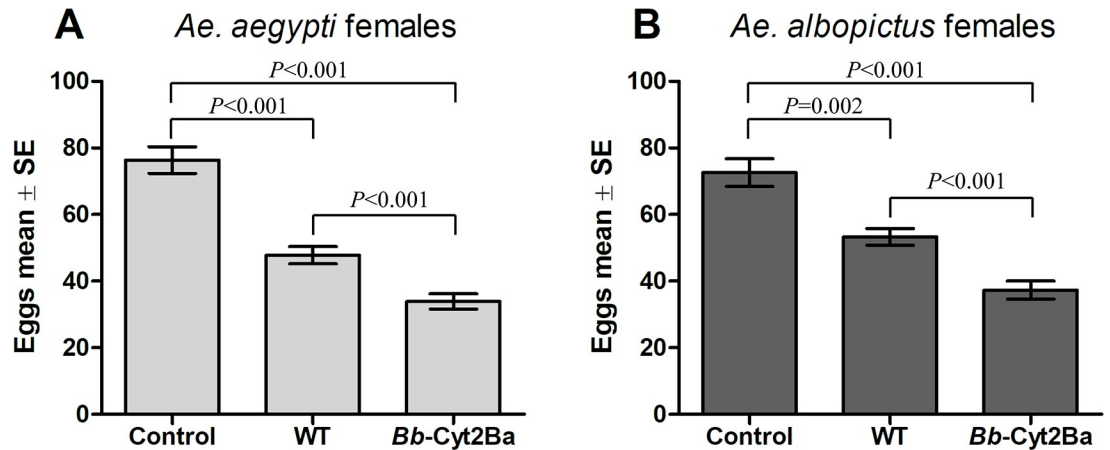 A Ae. aegypti females
P<0.001
P<0.001
P<0.001
Eggs mean ± SE
100
80
60
40
20
0
Control WT Bb-Cyt2Ba
B Ae. albopictus females
P<0.001
P=0.002
P<0.001
Eggs mean ± SE
100
80
60
40
20
0
Control WT Bb-Cyt2Ba